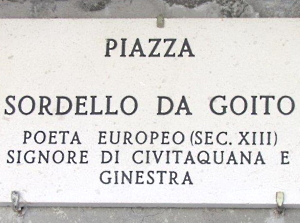 PIAZZA
SORDELLO DA GOITO
POETA EUROPEO (SEC. XIII)
SIGNORE DI CIVITAQUANA E
GINESTRA